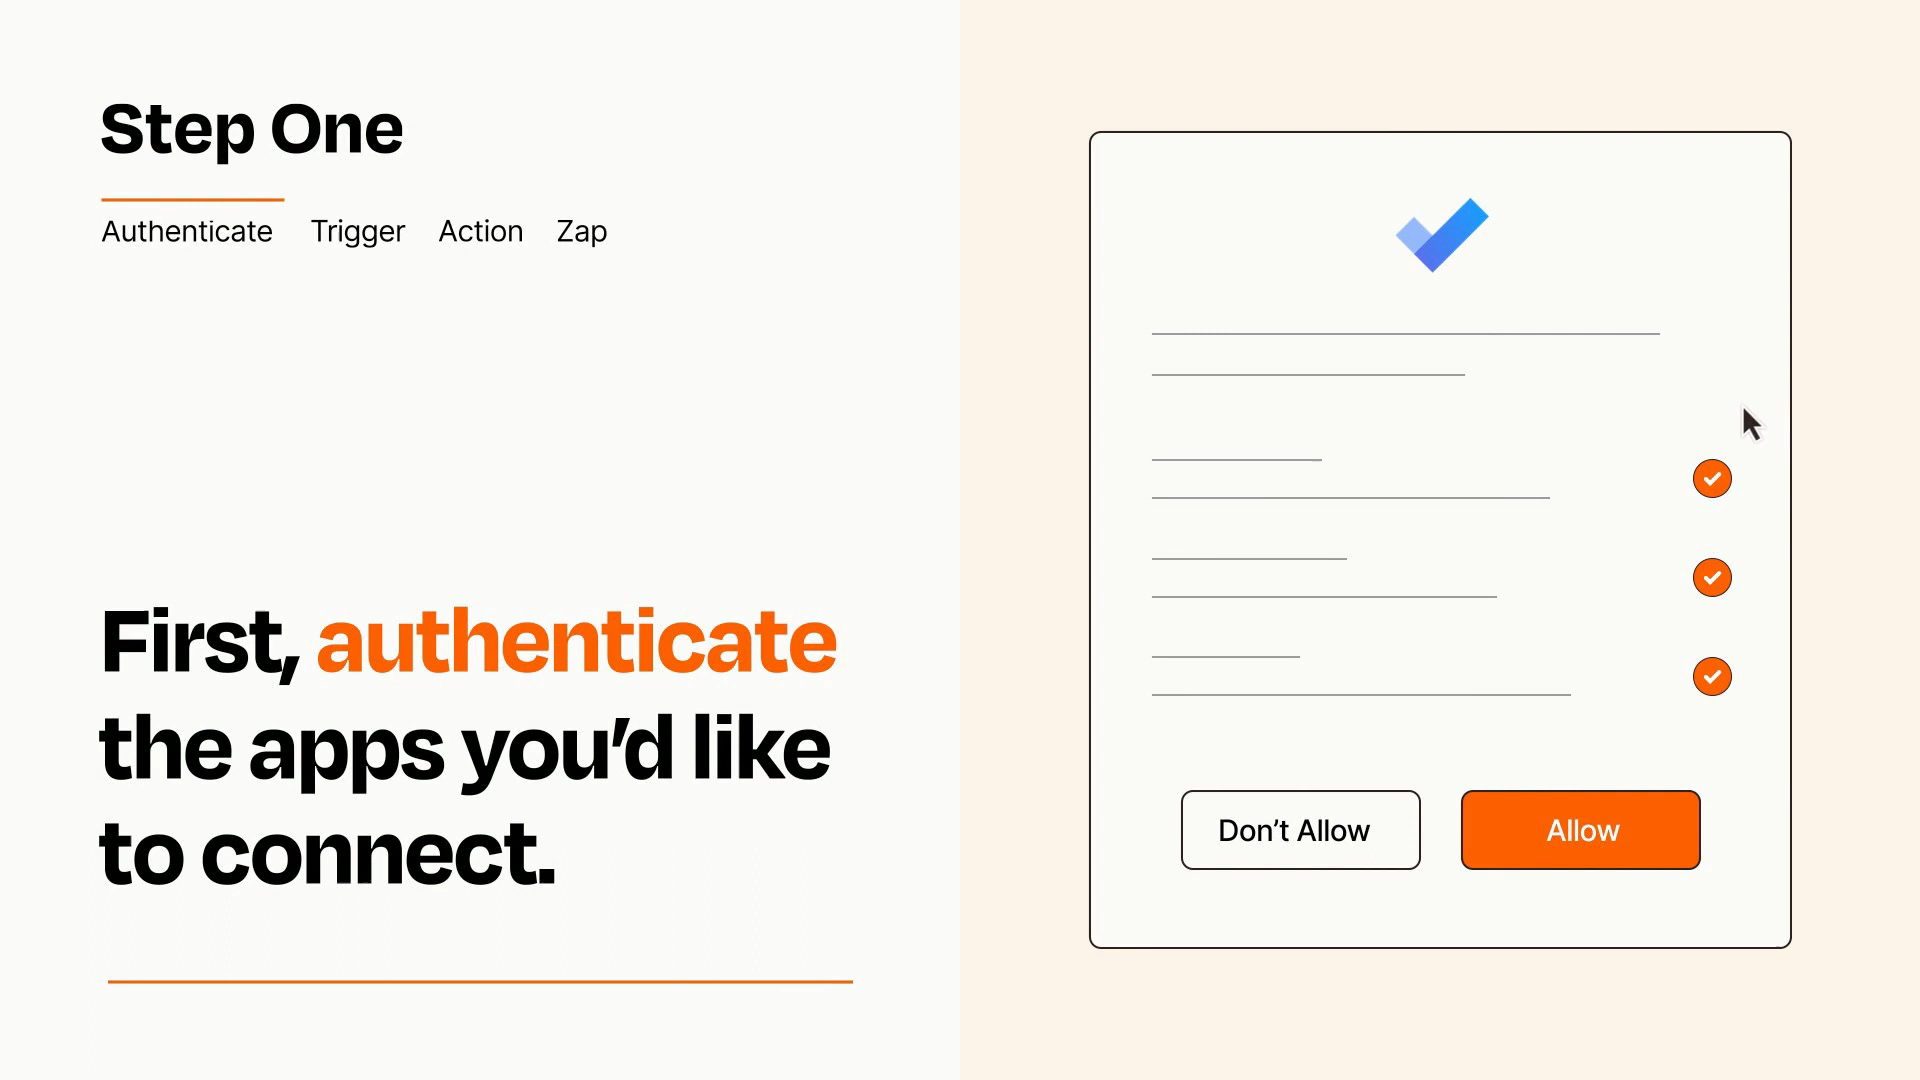 Step One
Authenticate Trigger Action Zap
First, authenticate
the apps you’d like
to connect.
Don’t Allow
Allow